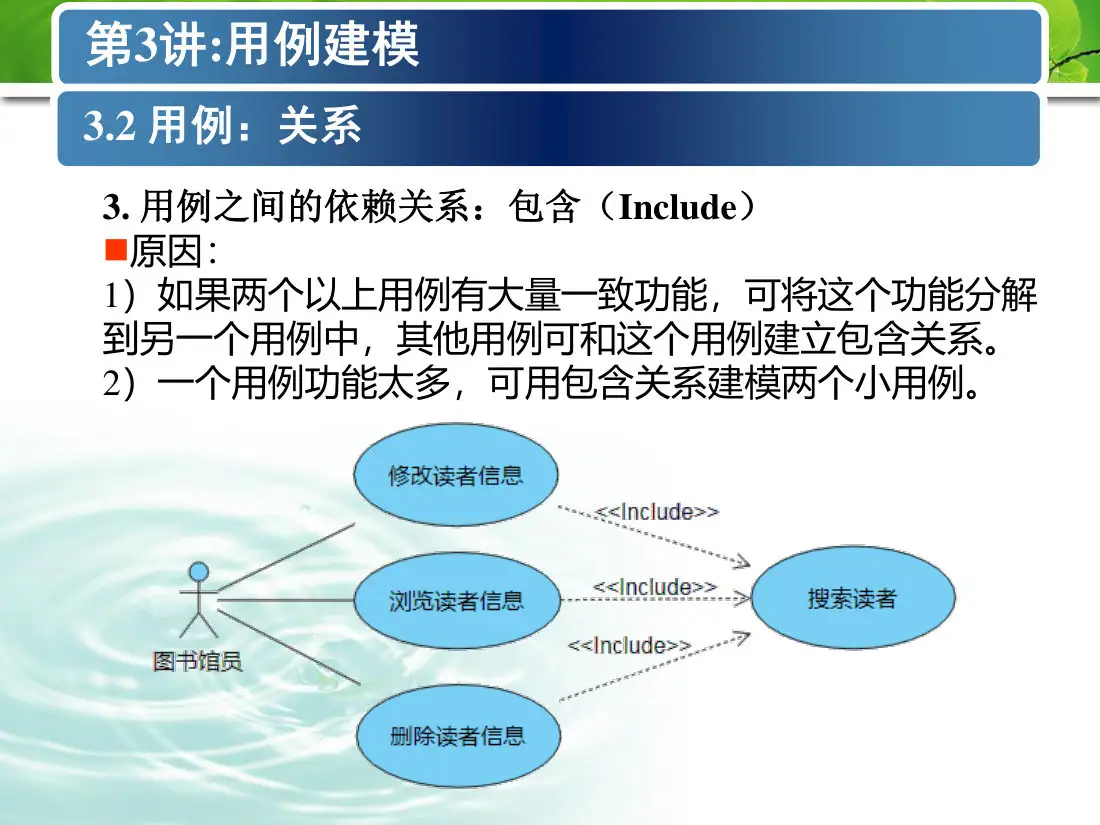 第3讲:用例建模
3.2 用例：关系
3. 用例之间的依赖关系：包含（Include）
原因：
1）如果两个以上用例有大量一致功能，可将这个功能分解
到另一个用例中，其他用例可和这个用例建立包含关系。
2）一个用例功能太多，可用包含关系建模两个小用例。
修改读者信息
<<Include>>
浏览读者信息
<<Include>>
搜索读者
<<Include>>
图书馆员
删除读者信息